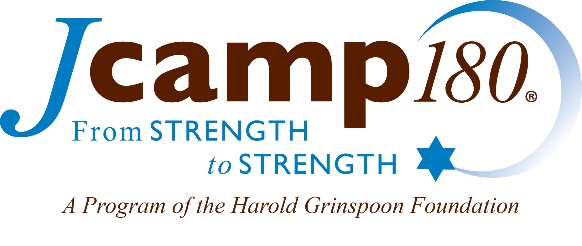 Jcamp180®
From STRENGTH
to STRENGTH
A Program of the Harold Grinspoon Foundation